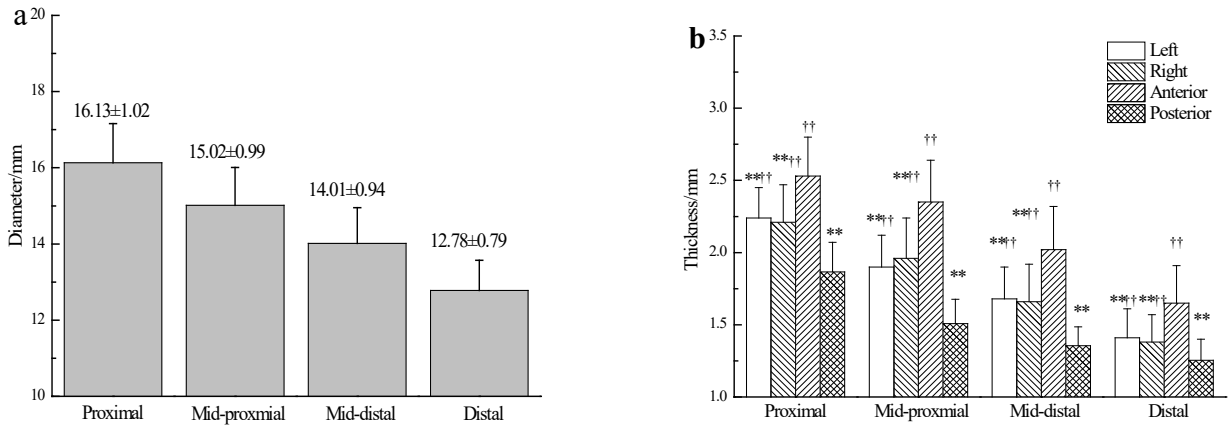 a
20
18
16
14
12
10
Diameter/mm
16.13±1.02
15.02±0.99
14.01±0.94
12.78±0.79
Proximal Mid-proxmial Mid-distal Distal
b
3.5
3.0
2.5
2.0
1.5
1.0
Thickness/mm
Left
Right
Anterior
Posterior
**†† **†† †† **
**†† **†† †† **
**†† **†† †† **
**†† **†† †† **
Proximal Mid-proxmial Mid-distal Distal